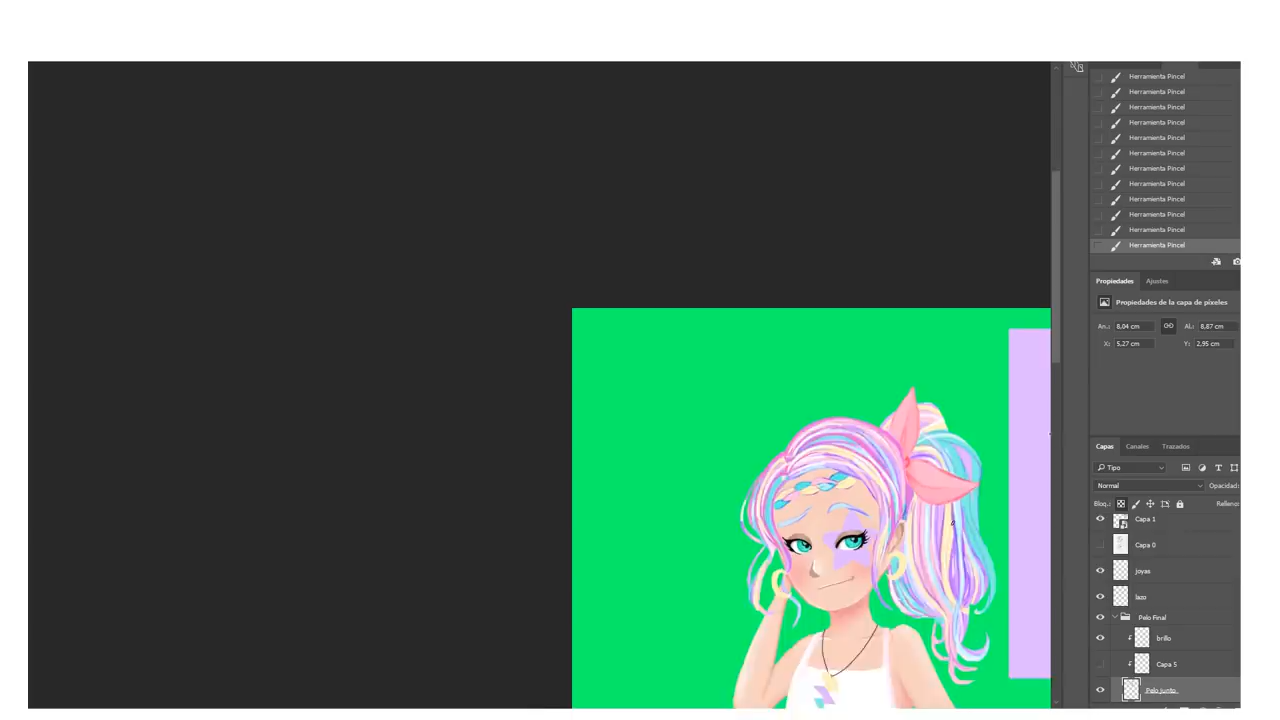 Herramienta Pincel
Herramienta Pincel
Herramienta Pincel
Herramienta Pincel
Herramienta Pincel
Herramienta Pincel
Herramienta Pincel
Herramienta Pincel
Herramienta Pincel
Herramienta Pincel
Herramienta Pincel
Herramienta Pincel
Propiedades Ajustes
Propiedades de la capa de píxeles
An.: 8,04 cm Al.: 8,87 cm
X: 5,27 cm Y: 2,95 cm
Capas Canales Trazados
Tipo
Normal Opacidad:
Bloq.: Relleno:
Capa 1
Capa 0
joyas
lazo
Pelo Final
brillo
Capa 5
Pelo junto